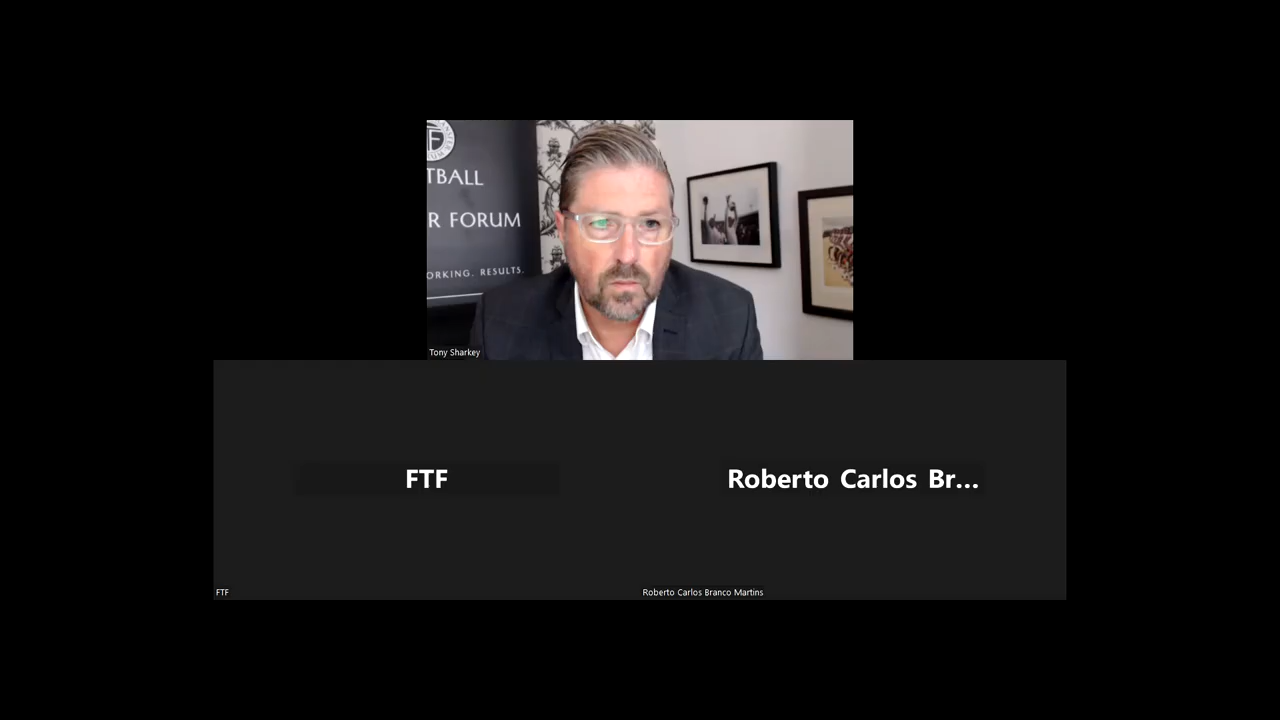 TBALL
R FORUM
ORKING. RESULTS.
Tony Sharkey
FTF
Roberto Carlos Br...
FTF
Roberto Carlos Branco Martins